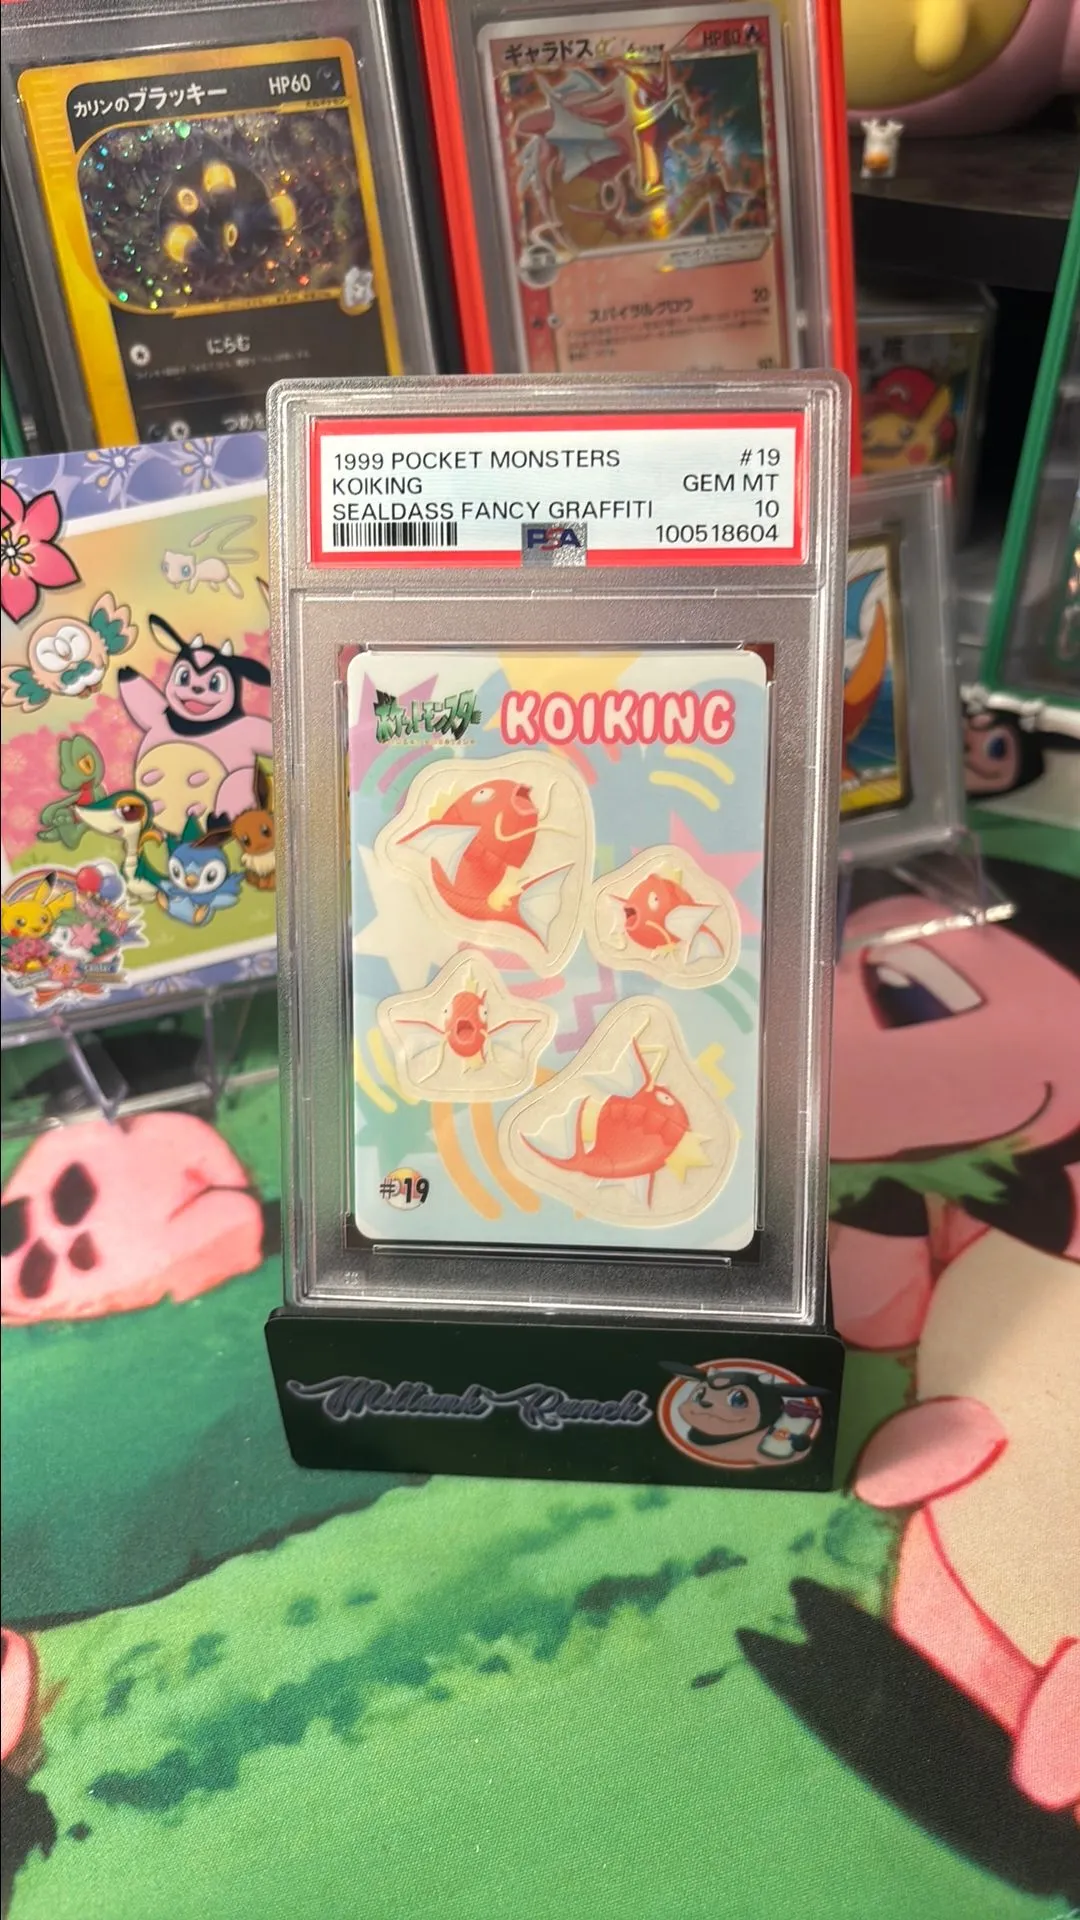 カリンのブラッキー HP60
にらむ
ギャラドス HP80
スパイラルグロウ 20
1999 POCKET MONSTERS #19
KOIKING GEM MT
SEALDASS FANCY GRAFFITI 10
PSA 100518604
ポケットモンスター KOIKING
#19
Miltank Ranch